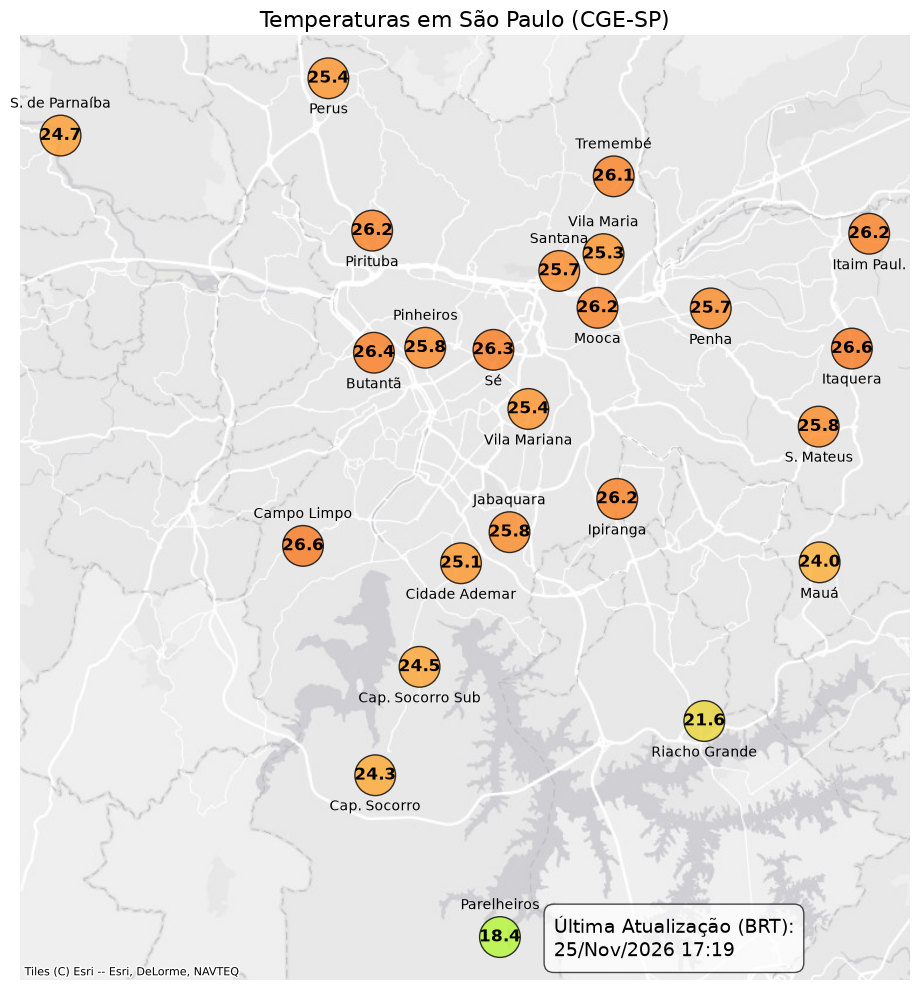 Temperaturas em São Paulo (CGE-SP)
25.4
Perus
S. de Parnaíba
24.7
Tremembé
26.1
26.2
Pirituba
Vila Maria
25.3
Santana
25.7
26.2
Itaim Paul.
26.2
Mooca
25.7
Penha
Pinheiros
25.8
26.4
Butantã
26.3
Sé
26.6
Itaquera
25.4
Vila Mariana
25.8
S. Mateus
26.2
Ipiranga
Jabaquara
25.8
Campo Limpo
26.6
25.1
Cidade Ademar
24.0
Mauá
24.5
Cap. Socorro Sub
21.6
Riacho Grande
24.3
Cap. Socorro
Parelheiros
18.4
Última Atualização (BRT):
25/Nov/2026 17:19
Tiles (C) Esri -- Esri, DeLorme, NAVTEQ